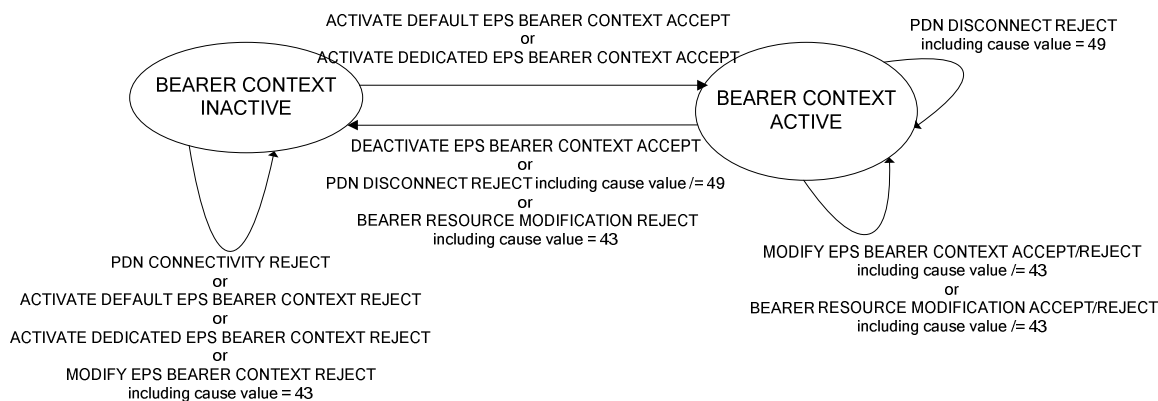 ACTIVATE DEFAULT EPS BEARER CONTEXT ACCEPT
or
ACTIVATE DEDICATED EPS BEARER CONTEXT ACCEPT
PDN DISCONNECT REJECT
including cause value = 49
BEARER CONTEXT
INACTIVE
BEARER CONTEXT
ACTIVE
DEACTIVATE EPS BEARER CONTEXT ACCEPT
or
PDN DISCONNECT REJECT including cause value /= 49
or
BEARER RESOURCE MODIFICATION REJECT
including cause value = 43
PDN CONNECTIVITY REJECT
or
ACTIVATE DEFAULT EPS BEARER CONTEXT REJECT
or
ACTIVATE DEDICATED EPS BEARER CONTEXT REJECT
or
MODIFY EPS BEARER CONTEXT REJECT
including cause value = 43
MODIFY EPS BEARER CONTEXT ACCEPT/REJECT
including cause value /= 43
or
BEARER RESOURCE MODIFICATION ACCEPT/REJECT
including cause value /= 43